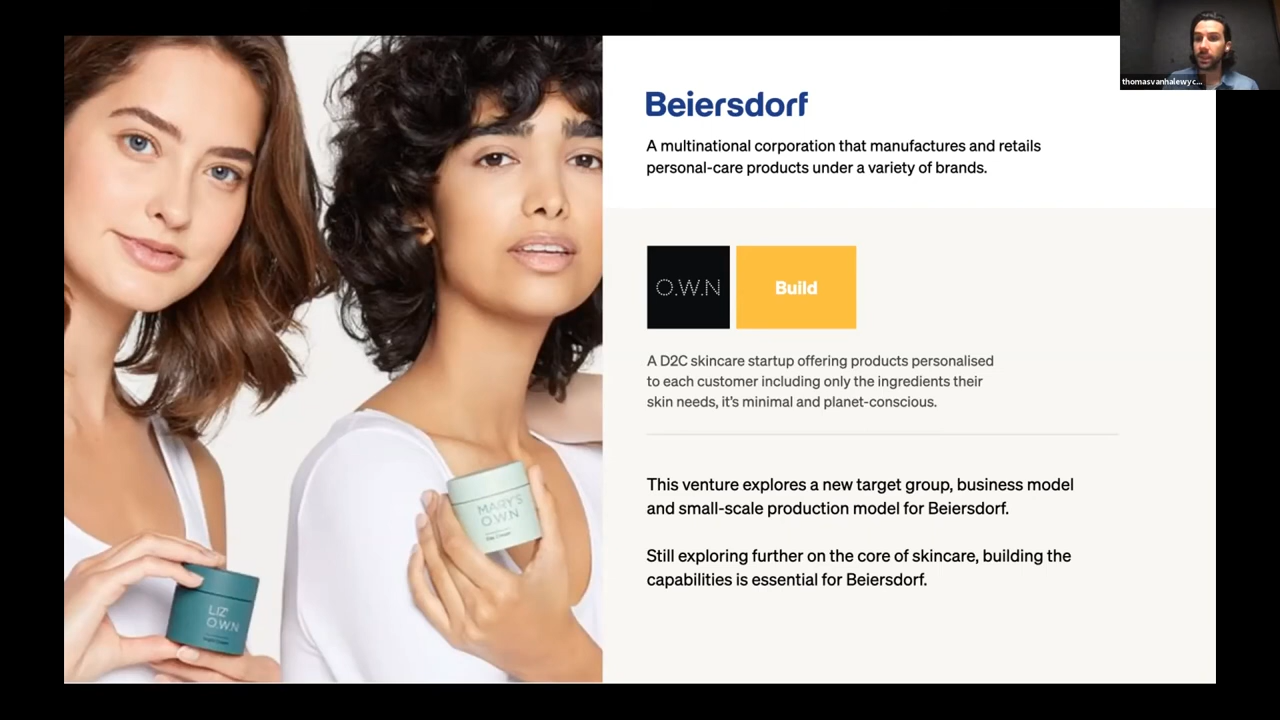 thomasvanhalewyc...
Beiersdorf
A multinational corporation that manufactures and retails
personal-care products under a variety of brands.
O.W.N
Build
A D2C skincare startup offering products personalised
to each customer including only the ingredients their
skin needs, it's minimal and planet-conscious.
This venture explores a new target group, business model
and small-scale production model for Beiersdorf.
Still exploring further on the core of skincare, building the
capabilities is essential for Beiersdorf.
MARY'S
O.W.N
Day Cream
LIZ'
O.W.N